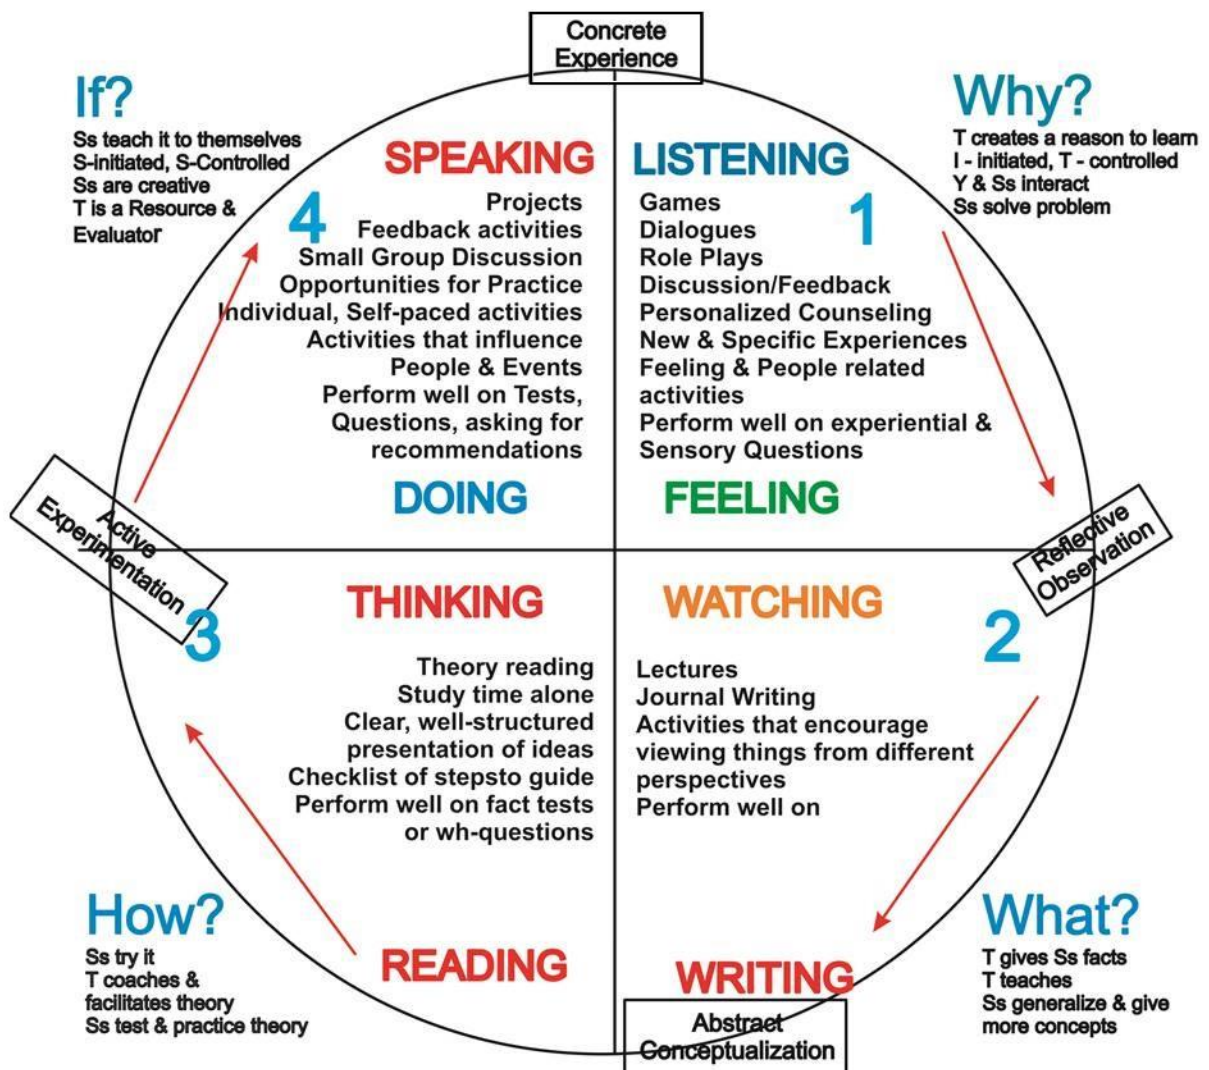 Concrete
Experience
If?
Ss teach it to themselves
S-initiated, S-Controlled
Ss are creative
T is a Resource &
Evaluator
4
SPEAKING
Projects
Feedback activities
Small Group Discussion
Opportunities for Practice
Individual, Self-paced activities
Activities that influence
People & Events
Perform well on Tests,
Questions, asking for
recommendations
DOING
LISTENING
1
Games
Dialogues
Role Plays
Discussion/Feedback
Personalized Counseling
New & Specific Experiences
Feeling & People related
activities
Perform well on experiential &
Sensory Questions
FEELING
Why?
T creates a reason to learn
I - initiated, T - controlled
Y & Ss interact
Ss solve problem
Active
Experimentation
Reflective
Observation
3
THINKING
Theory reading
Study time alone
Clear, well-structured
presentation of ideas
Checklist of stepsto guide
Perform well on fact tests
or wh-questions
READING
WATCHING
2
Lectures
Journal Writing
Activities that encourage
viewing things from different
perspectives
Perform well on
WRITING
How?
Ss try it
T coaches &
facilitates theory
Ss test & practice theory
What?
T gives Ss facts
T teaches
Ss generalize & give
more concepts
Abstract
Conceptualization